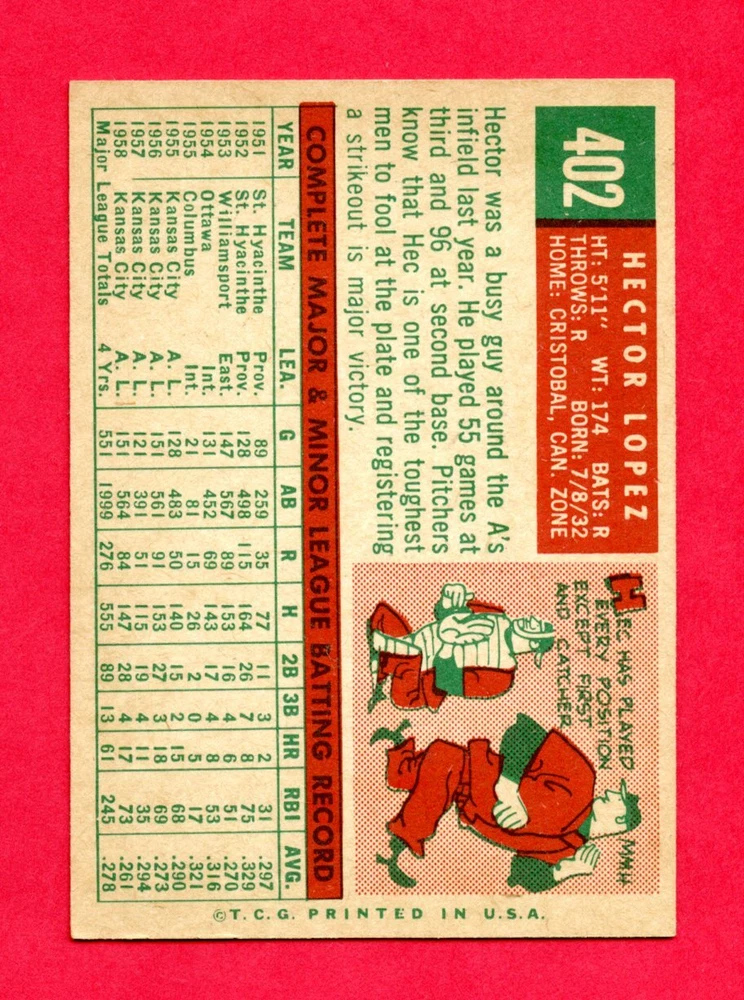 402
HECTOR LOPEZ
HT: 5'11" WT: 174 BATS: R
THROWS: R BORN: 7/8/32
HOME: CRISTOBAL, CAN. ZONE
Hector was a busy guy around the A's
infield last year. He played 55 games at
third and 96 at second base. Pitchers
know that Hec is one of the toughest
men to fool at the plate and registering
a strikeout is major victory.
HEC HAS PLAYED
EVERY POSITION
EXCEPT FIRST
AND CATCHER
MMH
COMPLETE MAJOR & MINOR LEAGUE BATTING RECORD
YEAR TEAM LEA. G AB R H 2B 3B HR RBI AVG.
1951 St. Hyacinthe Prov. 89 259 35 77 11 3 2 31 .297
1952 St. Hyacinthe Prov. 128 498 115 164 26 7 8 75 .329
1953 Williamsport East. 147 567 89 153 16 4 6 51 .270
1954 Ottawa Int. 131 452 69 143 17 4 8 53 .316
1955 Columbus Int. 21 81 15 26 2 0 5 17 .321
1955 Kansas City A. L. 128 483 50 140 15 2 15 68 .290
1956 Kansas City A. L. 151 561 91 153 27 3 18 69 .273
1957 Kansas City A. L. 121 391 51 115 19 4 11 35 .294
1958 Kansas City A. L. 151 564 84 147 28 4 17 73 .261
Major League Totals 4 Yrs. 551 1999 276 555 89 13 61 245 .278
©T. C. G. PRINTED IN U.S.A.